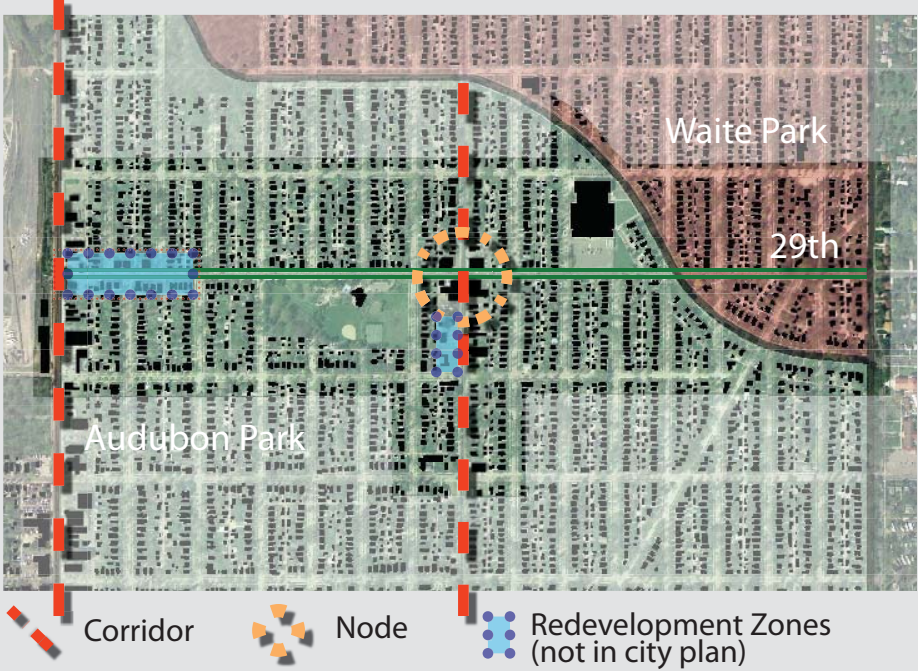 Waite Park
29th
Audubon Park
Corridor
Node
Redevelopment Zones
(not in city plan)